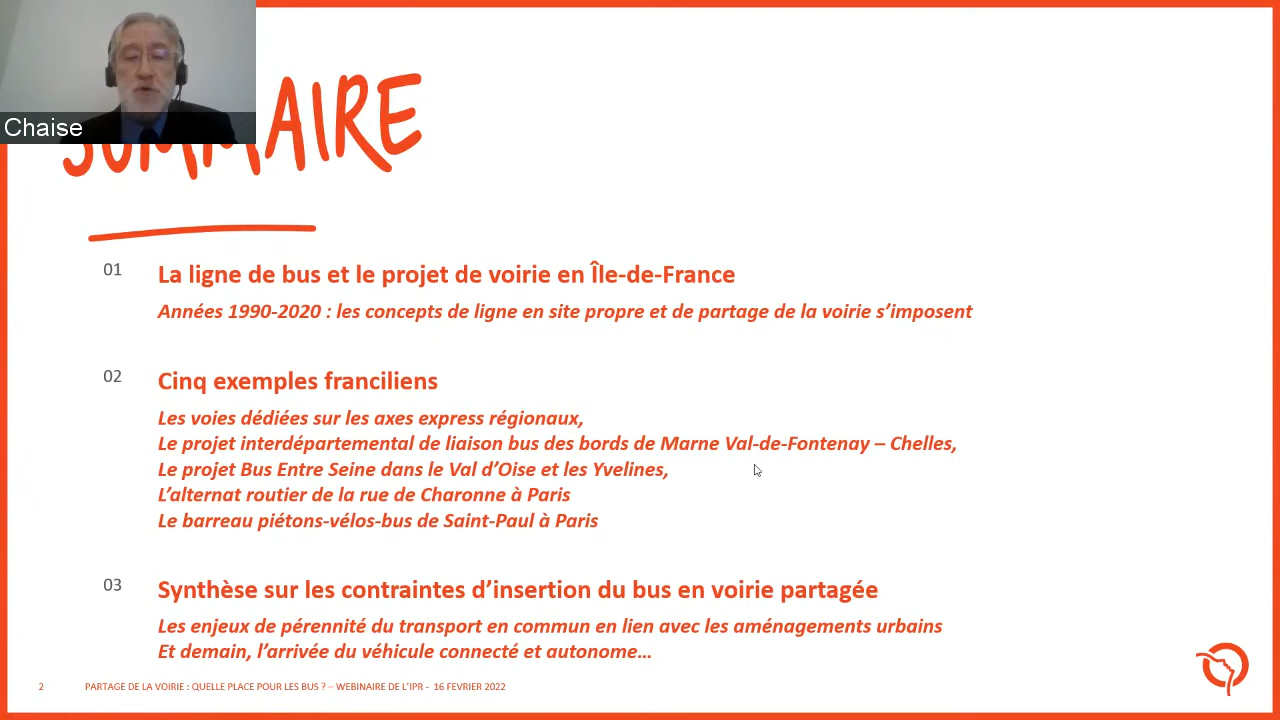 Chaise
SOMMAIRE
01
La ligne de bus et le projet de voirie en Île-de-France
Années 1990-2020 : les concepts de ligne en site propre et de partage de la voirie s’imposent
02
Cinq exemples franciliens
Les voies dédiées sur les axes express régionaux,
Le projet interdépartemental de liaison bus des bords de Marne Val-de-Fontenay – Chelles,
Le projet Bus Entre Seine dans le Val d’Oise et les Yvelines,
L’alternat routier de la rue de Charonne à Paris
Le barreau piétons-vélos-bus de Saint-Paul à Paris
03
Synthèse sur les contraintes d’insertion du bus en voirie partagée
Les enjeux de pérennité du transport en commun en lien avec les aménagements urbains
Et demain, l’arrivée du véhicule connecté et autonome…
2 PARTAGE DE LA VOIRIE : QUELLE PLACE POUR LES BUS ? – WEBINAIRE DE L’IPR - 16 FEVRIER 2022